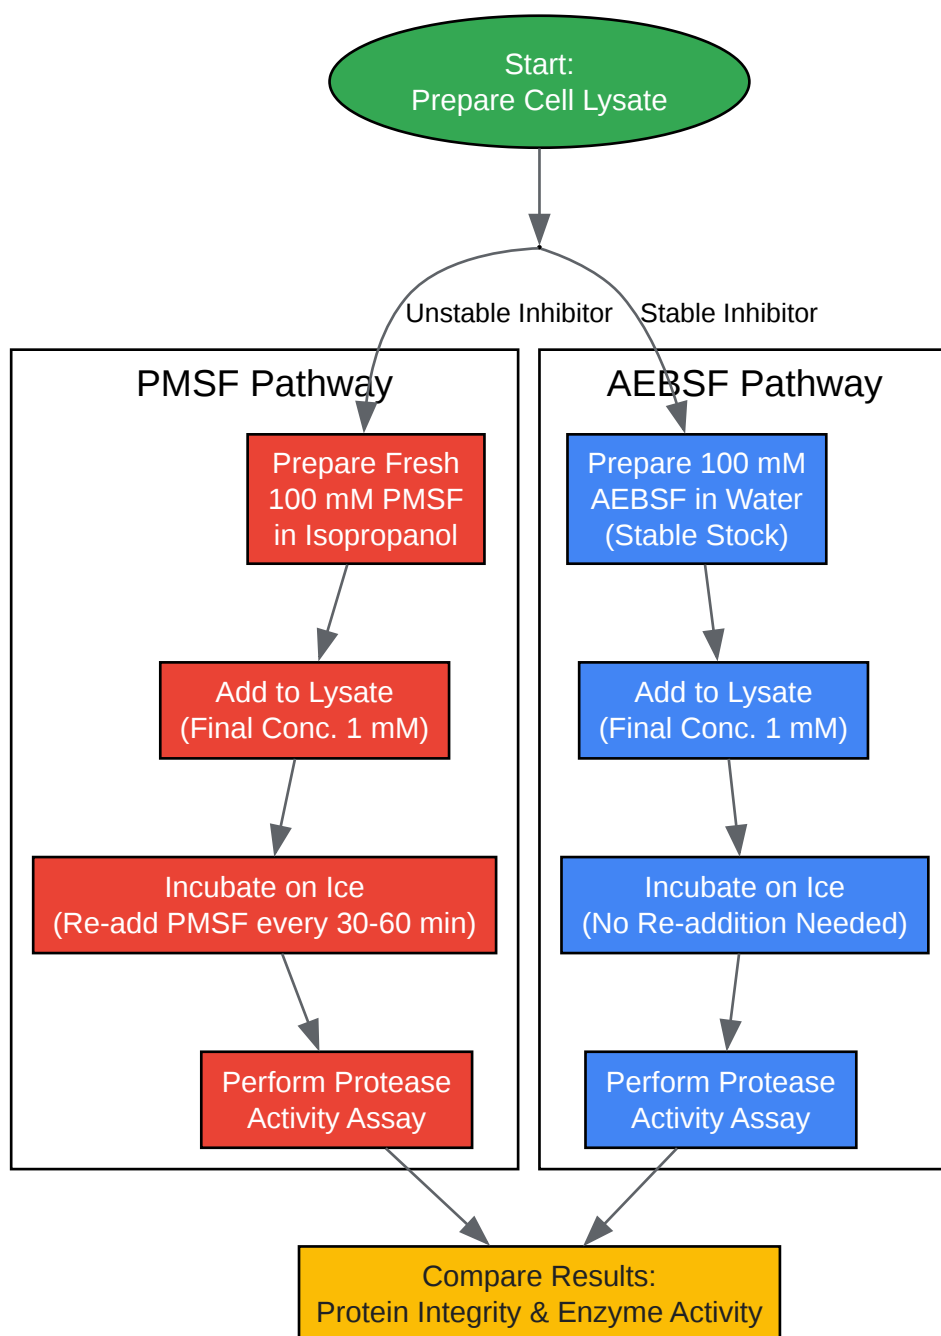 Start:
Prepare Cell Lysate
Unstable Inhibitor
Stable Inhibitor
PMSF Pathway
Prepare Fresh
100 mM PMSF
in Isopropanol
Add to Lysate
(Final Conc. 1 mM)
Incubate on Ice
(Re-add PMSF every 30-60 min)
Perform Protease
Activity Assay
AEBSF Pathway
Prepare 100 mM
AEBSF in Water
(Stable Stock)
Add to Lysate
(Final Conc. 1 mM)
Incubate on Ice
(No Re-addition Needed)
Perform Protease
Activity Assay
Compare Results:
Protein Integrity & Enzyme Activity